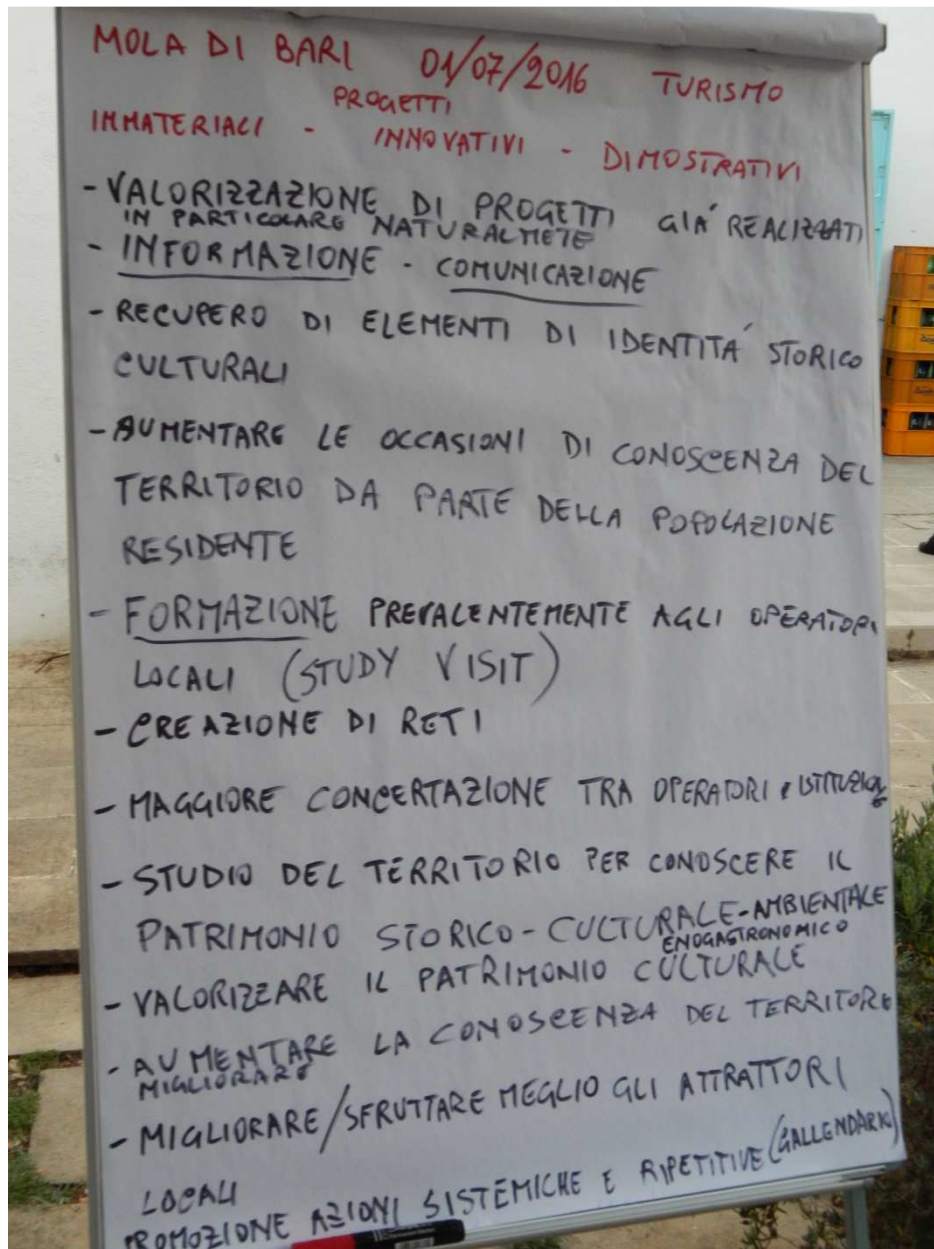 MOLA DI BARI 01/07/2016 TURISMO
PROGETTI
IMMATERIALI - INNOVATIVI - DIMOSTRATIVI
- VALORIZZAZIONE DI PROGETTI GIA' REALIZZATI
IN PARTICOLARE NATURALMETE
- INFORMAZIONE - COMUNICAZIONE
- RECUPERO DI ELEMENTI DI IDENTITA' STORICO
CULTURALI
- AUMENTARE LE OCCASIONI DI CONOSCENZA DEL
TERRITORIO DA PARTE DELLA POPOLAZIONE
RESIDENTE
- FORMAZIONE PREVALENTEMENTE AGLI OPERATORI
LOCALI (STUDY VISIT)
- CREAZIONE DI RETI
- MAGGIORE CONCERTAZIONE TRA OPERATORI e ISTITUZIONE
- STUDIO DEL TERRITORIO PER CONOSCERE IL
PATRIMONIO STORICO-CULTURALE-AMBIENTALE
ENOGASTRONOMICO
- VALORIZZARE IL PATRIMONIO CULTURALE
- AUMENTARE LA CONOSCENZA DEL TERRITORE
MIGLIORARE
- MIGLIORARE/SFRUTTARE MEGLIO GLI ATTRATTORI
LOCALI
PROMOZIONE AZIONI SISTEMICHE E RIPETITIVE (CALLENDARIO)